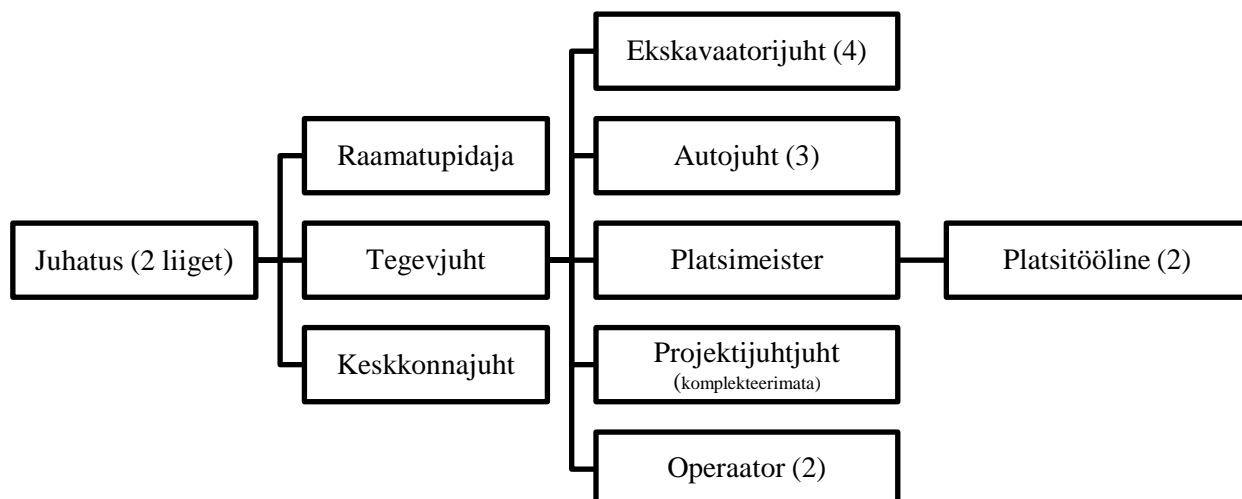 Ekskavaatorijuht (4)
Raamatupidaja
Autojuht (3)
Juhatus (2 liiget)
Tegevjuht
Platsimeister
Platsitööline (2)
Keskkonnajuht
Projektijuhtjuht
(komplekteerimata)
Operaator (2)